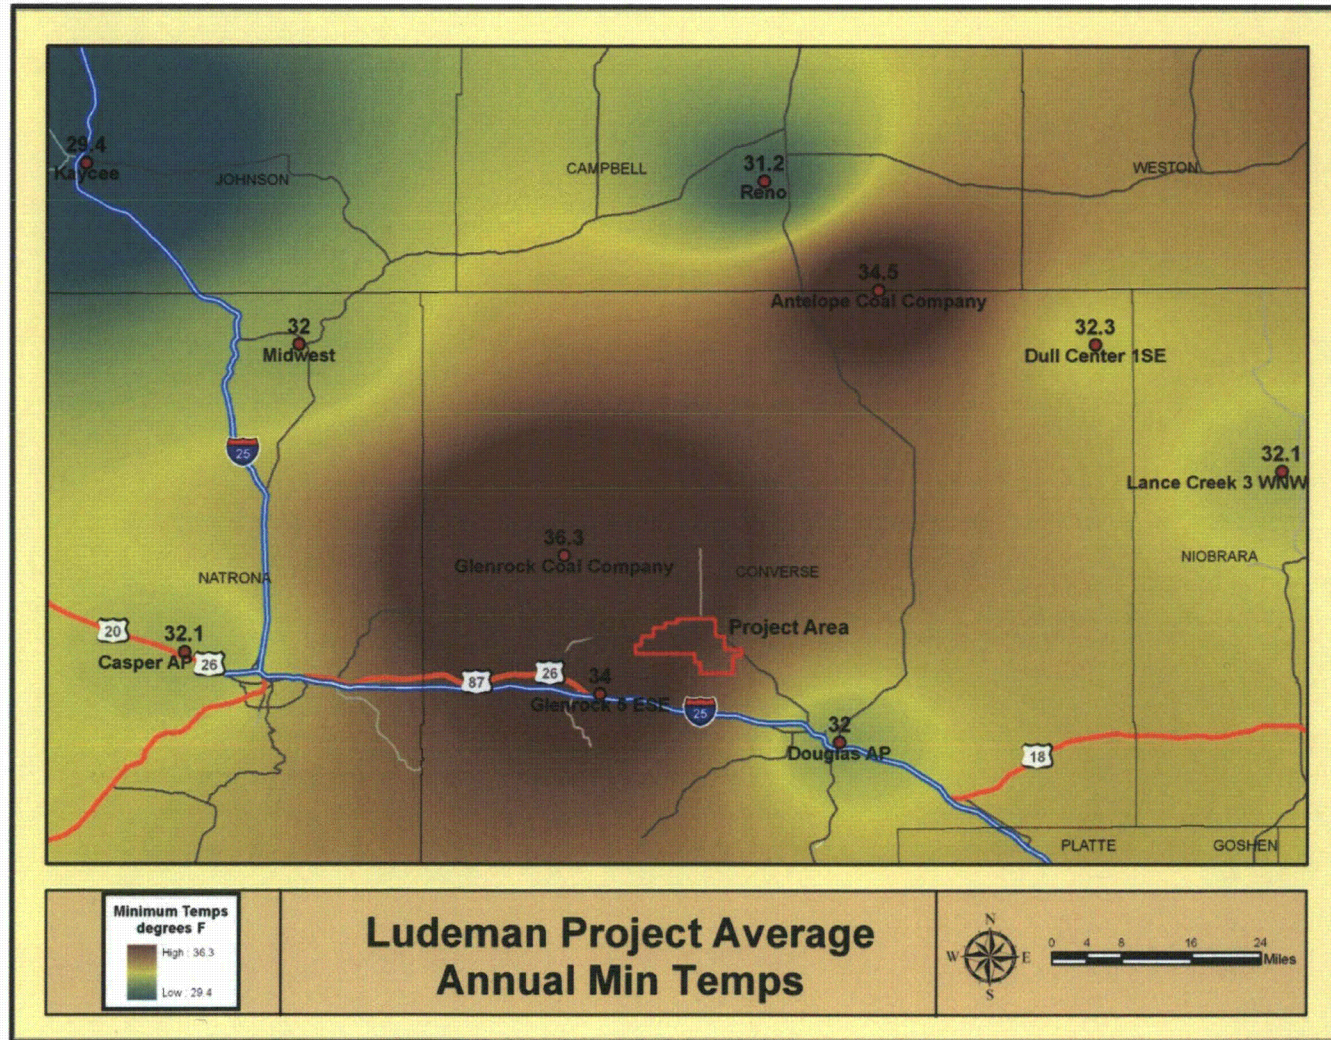 29.4
Kaycee
JOHNSON
CAMPBELL
31.2
Reno
WESTON
34.5
Antelope Coal Company
32
Midwest
32.3
Dull Center 1SE
25
32.1
Lance Creek 3 WNW
36.3
Glenrock Coal Company
CONVERSE
NIOBRARA
NATRONA
20
32.1
Casper AP
26
Project Area
87
26
34
Glenrock 5 ESE
25
32
Douglas AP
18
PLATTE
GOSHEN
Minimum Temps
degrees F
High : 36.3
Low : 29.4
Ludeman Project Average
Annual Min Temps
N
W
E
S
0 4 8 16 24
Miles